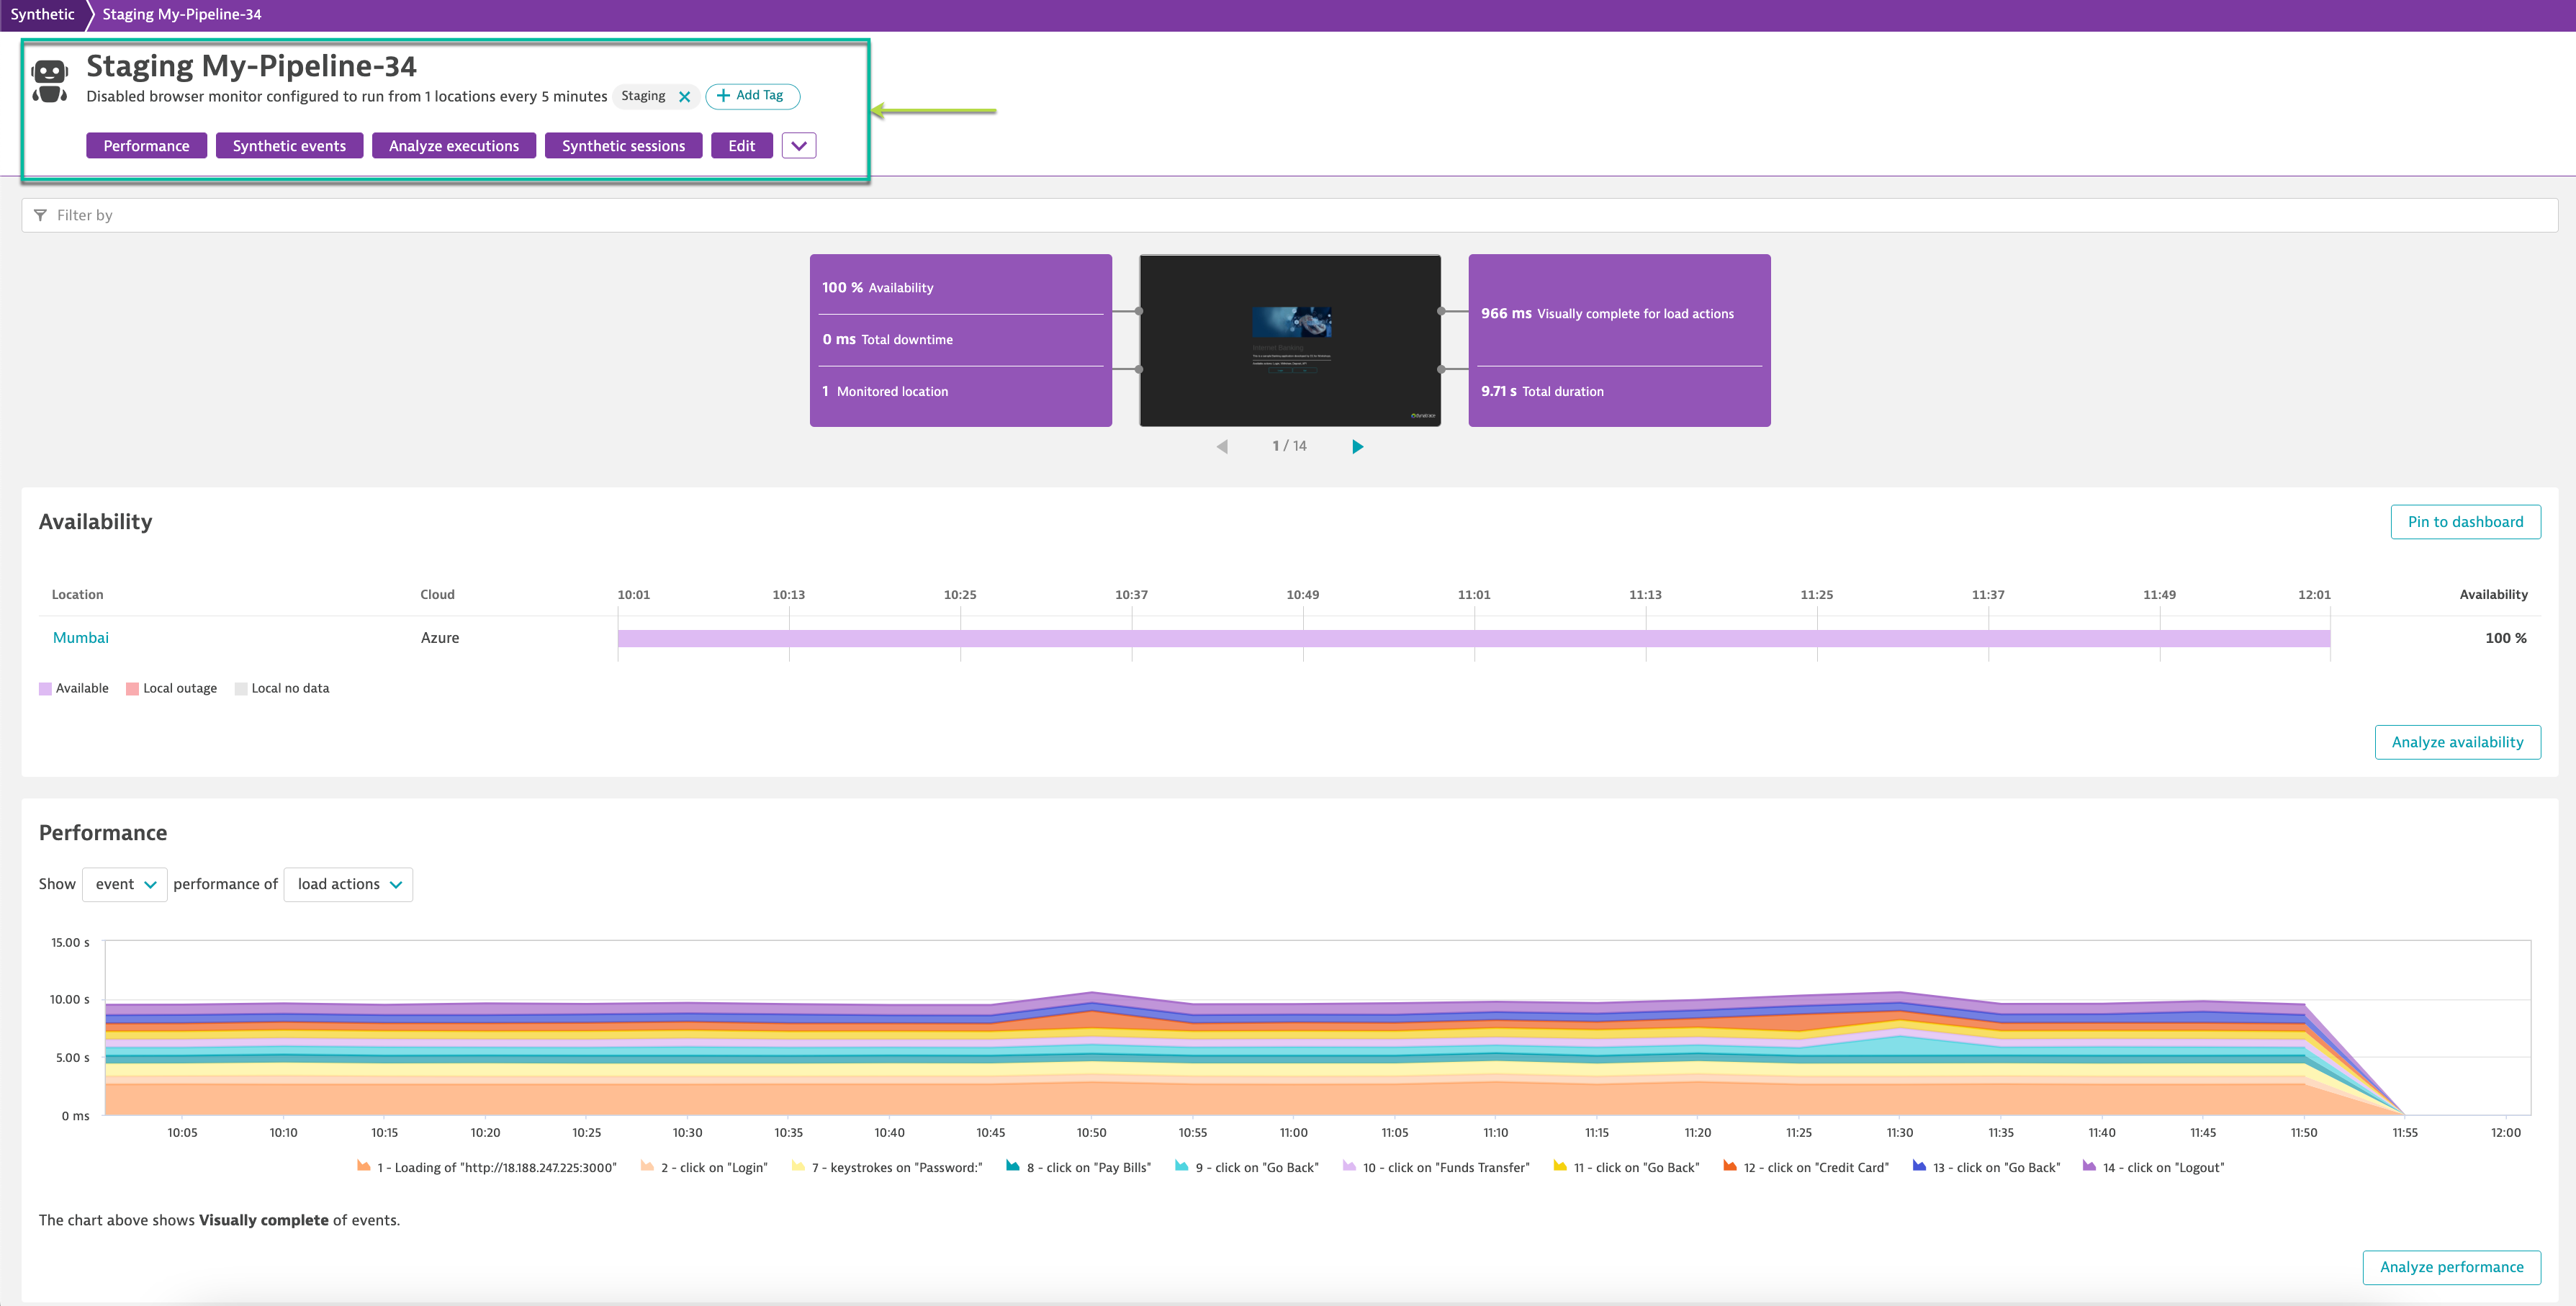 Synthetic Staging My-Pipeline-34
Staging My-Pipeline-34
Disabled browser monitor configured to run from 1 locations every 5 minutes Staging Add Tag
Performance Synthetic events Analyze executions Synthetic sessions Edit
Filter by
100 % Availability
0 ms Total downtime
1 Monitored location
966 ms Visually complete for load actions
9.71 s Total duration
1 / 14
Availability
Pin to dashboard
Location Cloud 10:01 10:13 10:25 10:37 10:49 11:01 11:13 11:25 11:37 11:49 12:01 Availability
Mumbai Azure 100 %
Available Local outage Local no data
Analyze availability
Performance
Show event performance of load actions
15.00 s
10.00 s
5.00 s
0 ms
10:05 10:10 10:15 10:20 10:25 10:30 10:35 10:40 10:45 10:50 10:55 11:00 11:05 11:10 11:15 11:20 11:25 11:30 11:35 11:40 11:45 11:50 11:55 12:00
1 - Loading of "http://18.188.247.225:3000" 2 - click on "Login" 7 - keystrokes on "Password:" 8 - click on "Pay Bills" 9 - click on "Go Back" 10 - click on "Funds Transfer" 11 - click on "Go Back" 12 - click on "Credit Card" 13 - click on "Go Back" 14 - click on "Logout"
The chart above shows Visually complete of events.
Analyze performance